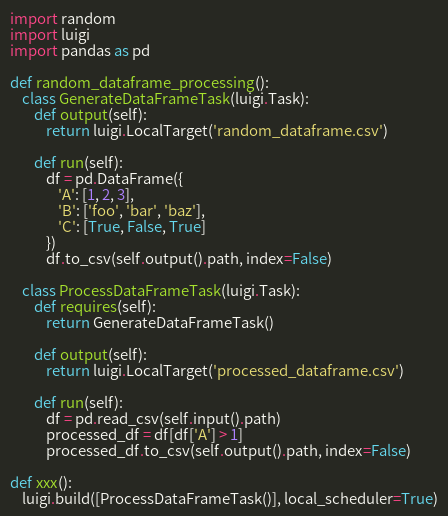 import random
import luigi
import pandas as pd

def random_dataframe_processing():
    class GenerateDataFrameTask(luigi.Task):
        def output(self):
            return luigi.LocalTarget('random_dataframe.csv')

        def run(self):
            df = pd.DataFrame({
                'A': [1, 2, 3],
                'B': ['foo', 'bar', 'baz'],
                'C': [True, False, True]
            })
            df.to_csv(self.output().path, index=False)

    class ProcessDataFrameTask(luigi.Task):
        def requires(self):
            return GenerateDataFrameTask()

        def output(self):
            return luigi.LocalTarget('processed_dataframe.csv')

        def run(self):
            df = pd.read_csv(self.input().path)
            processed_df = df[df['A'] > 1]
            processed_df.to_csv(self.output().path, index=False)

def xxx():
    luigi.build([ProcessDataFrameTask()], local_scheduler=True)